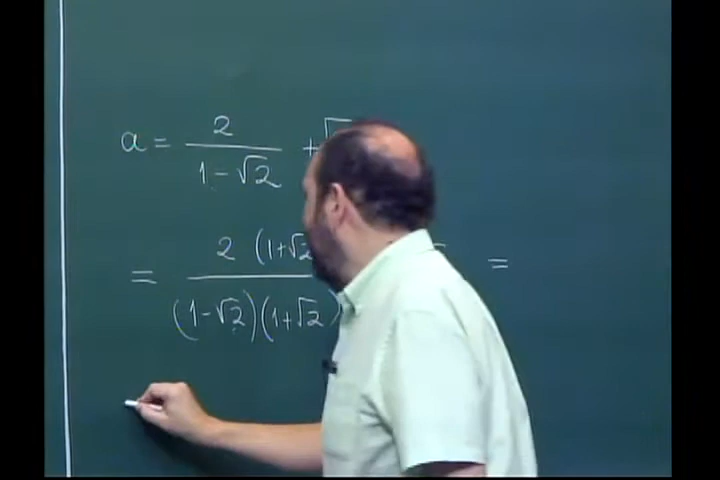 a = 2 / (1 - √2) + √
= 2 (1+√2 / (1-√2)(1+√2) =